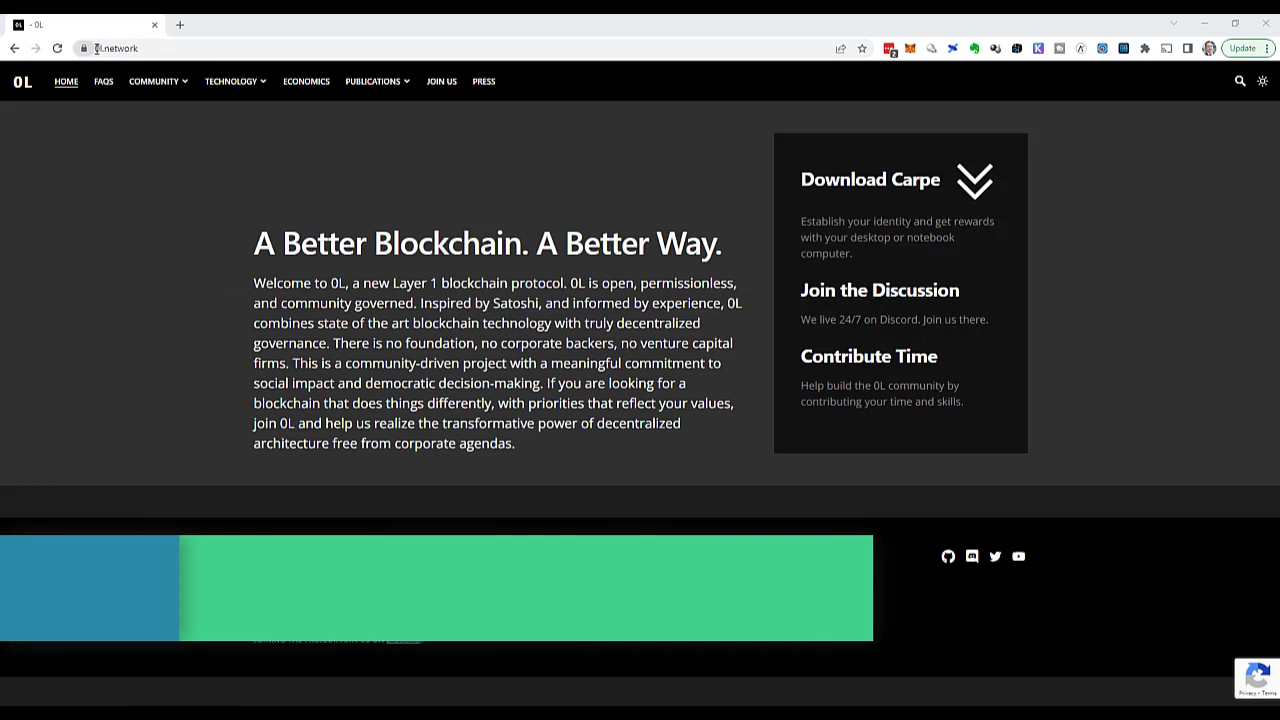 - 0L
0l.network
2
Update
0L
HOME
FAQS
COMMUNITY
TECHNOLOGY
ECONOMICS
PUBLICATIONS
JOIN US
PRESS
A Better Blockchain. A Better Way.
Welcome to 0L, a new Layer 1 blockchain protocol. 0L is open, permissionless,
and community governed. Inspired by Satoshi, and informed by experience, 0L
combines state of the art blockchain technology with truly decentralized
governance. There is no foundation, no corporate backers, no venture capital
firms. This is a community-driven project with a meaningful commitment to
social impact and democratic decision-making. If you are looking for a
blockchain that does things differently, with priorities that reflect your values,
join 0L and help us realize the transformative power of decentralized
architecture free from corporate agendas.
Download Carpe
Establish your identity and get rewards
with your desktop or notebook
computer.
Join the Discussion
We live 24/7 on Discord. Join us there.
Contribute Time
Help build the 0L community by
contributing your time and skills.
Privacy - Terms